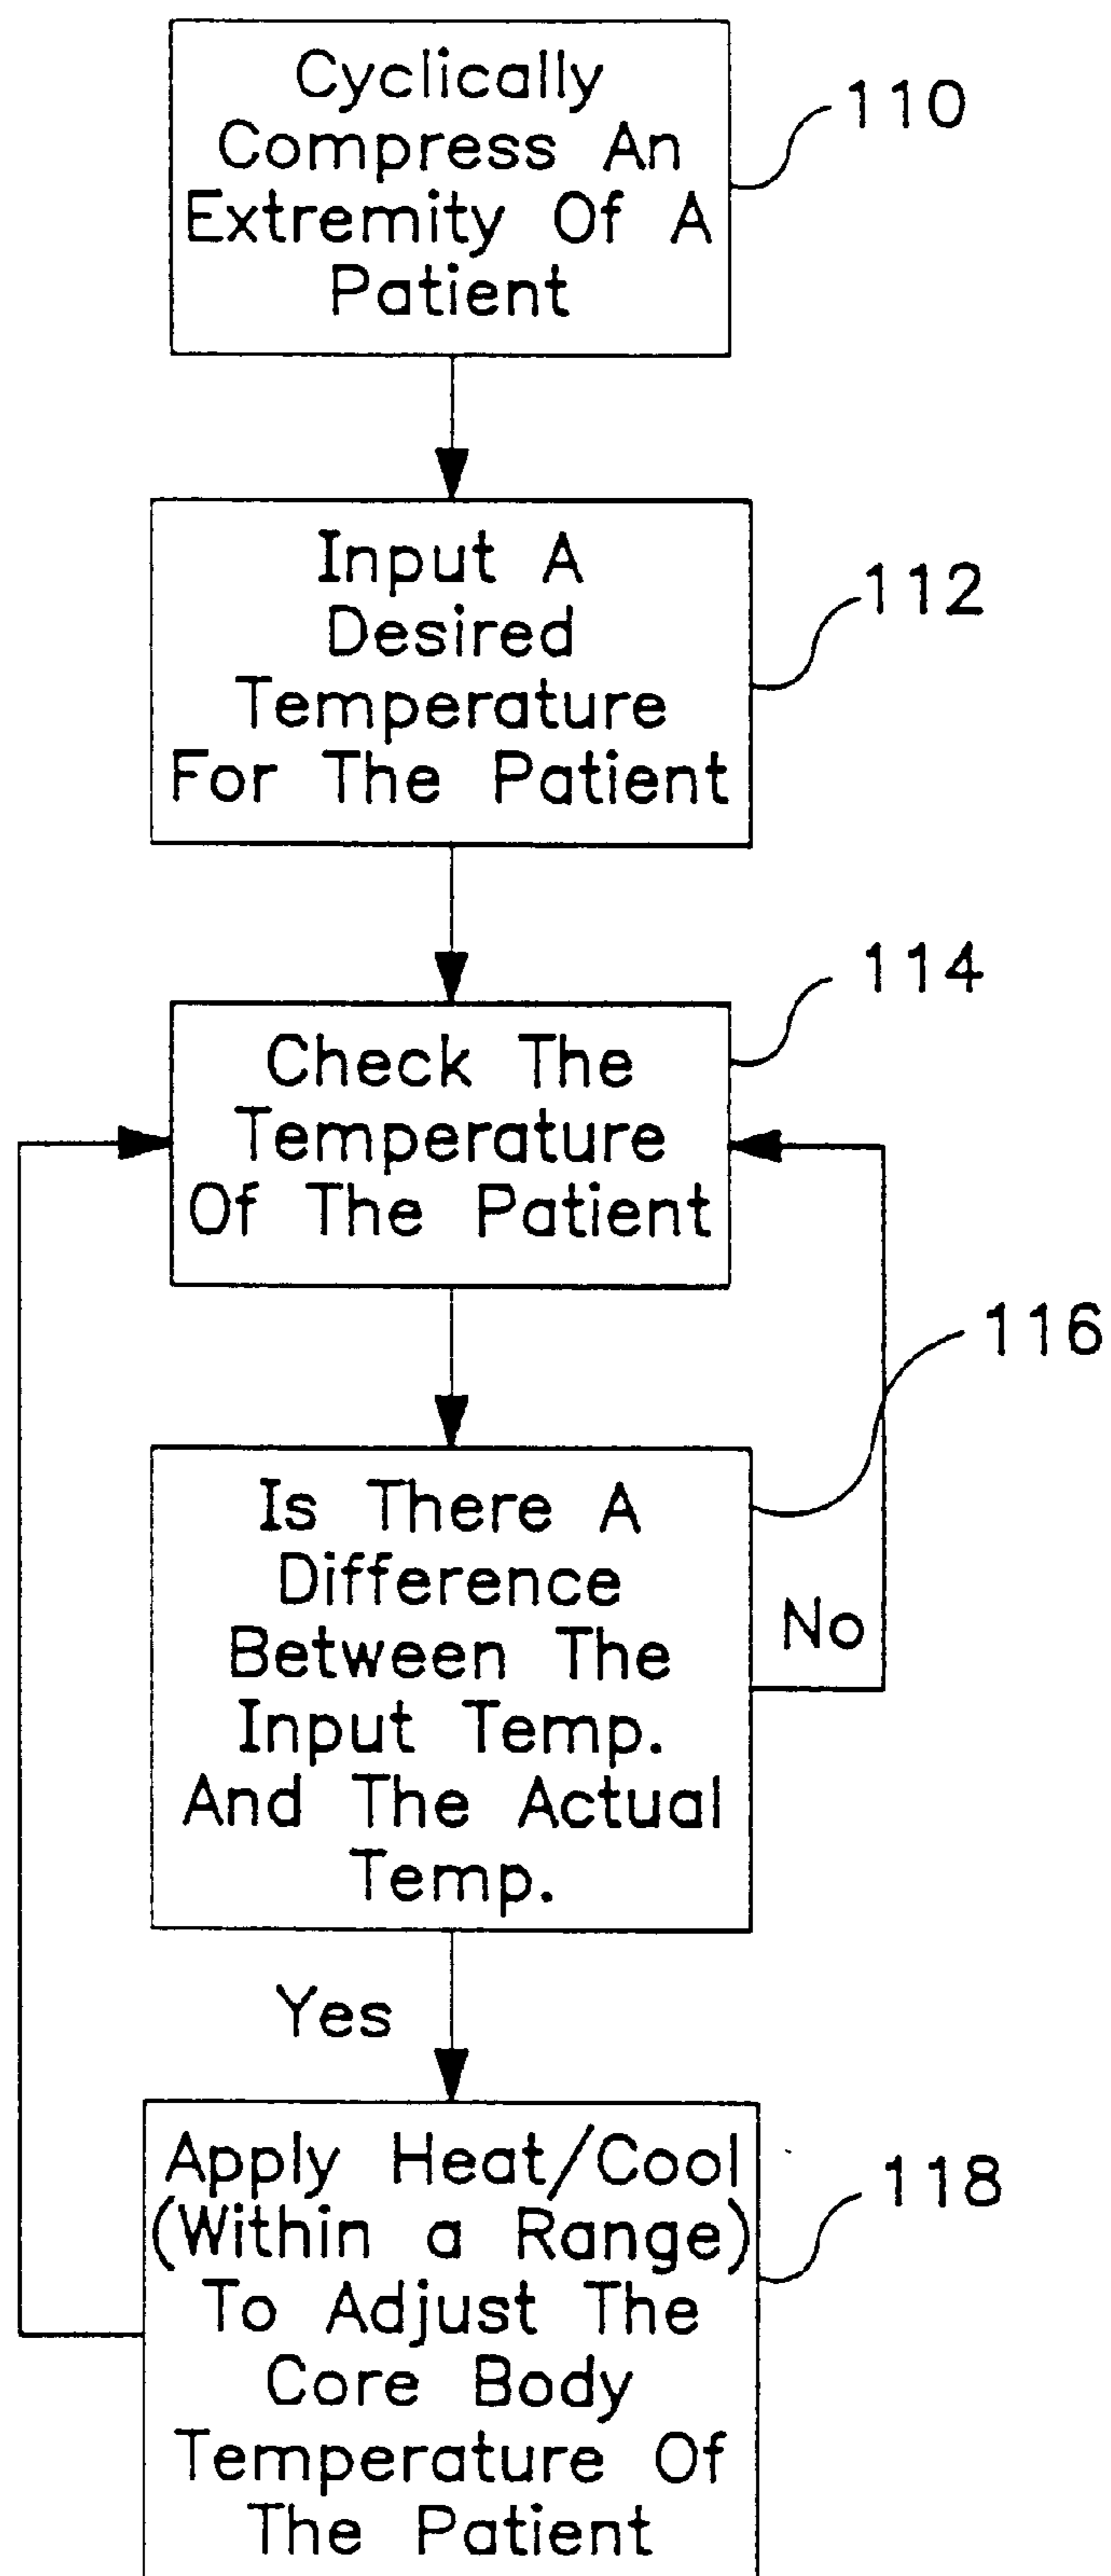 Cyclically
Compress An
Extremity Of A
Patient
110
Input A
Desired
Temperature
For The Patient
112
Check The
Temperature
Of The Patient
114
Is There A
Difference
Between The
Input Temp.
And The Actual
Temp.
116
No
Yes
Apply Heat/Cool
(Within a Range)
To Adjust The
Core Body
Temperature Of
The Patient
118